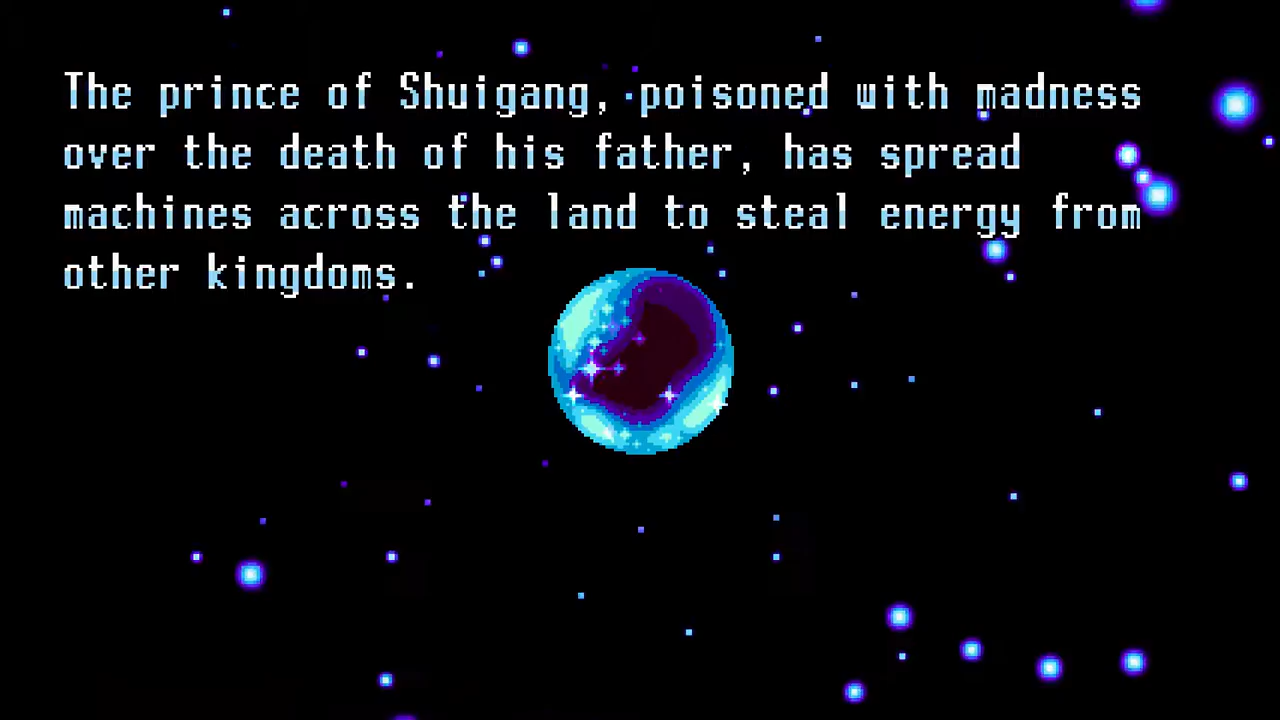 The prince of Shuigang, poisoned with madness
over the death of his father, has spread
machines across the land to steal energy from
other kingdoms.